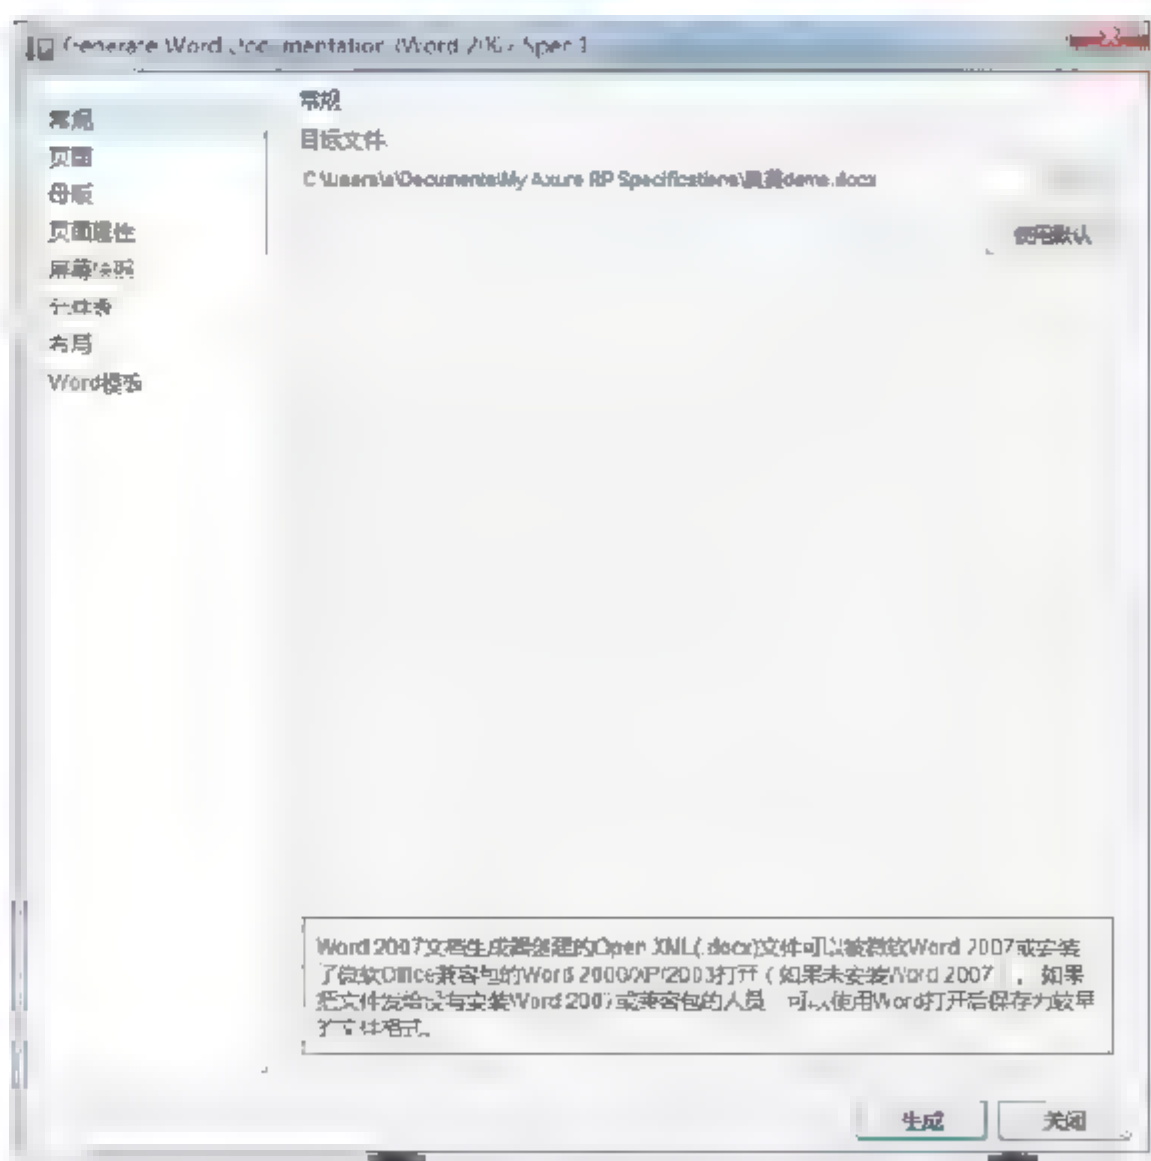 Generate Word Documentation (Word 2007 Spec 1
常规
页面
母版
页面属性
屏幕快照
元件表
布局
Word模板
常规
目标文件
C:\Users\a\Documents\My Axure RP Specifications\demo.docx
使用默认
Word 2007文档生成器创建的Open XML(.docx)文件可以被微软Word 2007或安装
了微软Office兼容包的Word 2000/XP/2003打开(如果未安装Word 2007 ,如果
把文件发给没有安装Word 2007或兼容包的人员 可以使用Word打开后保存为较早
的文件格式。
生成
关闭